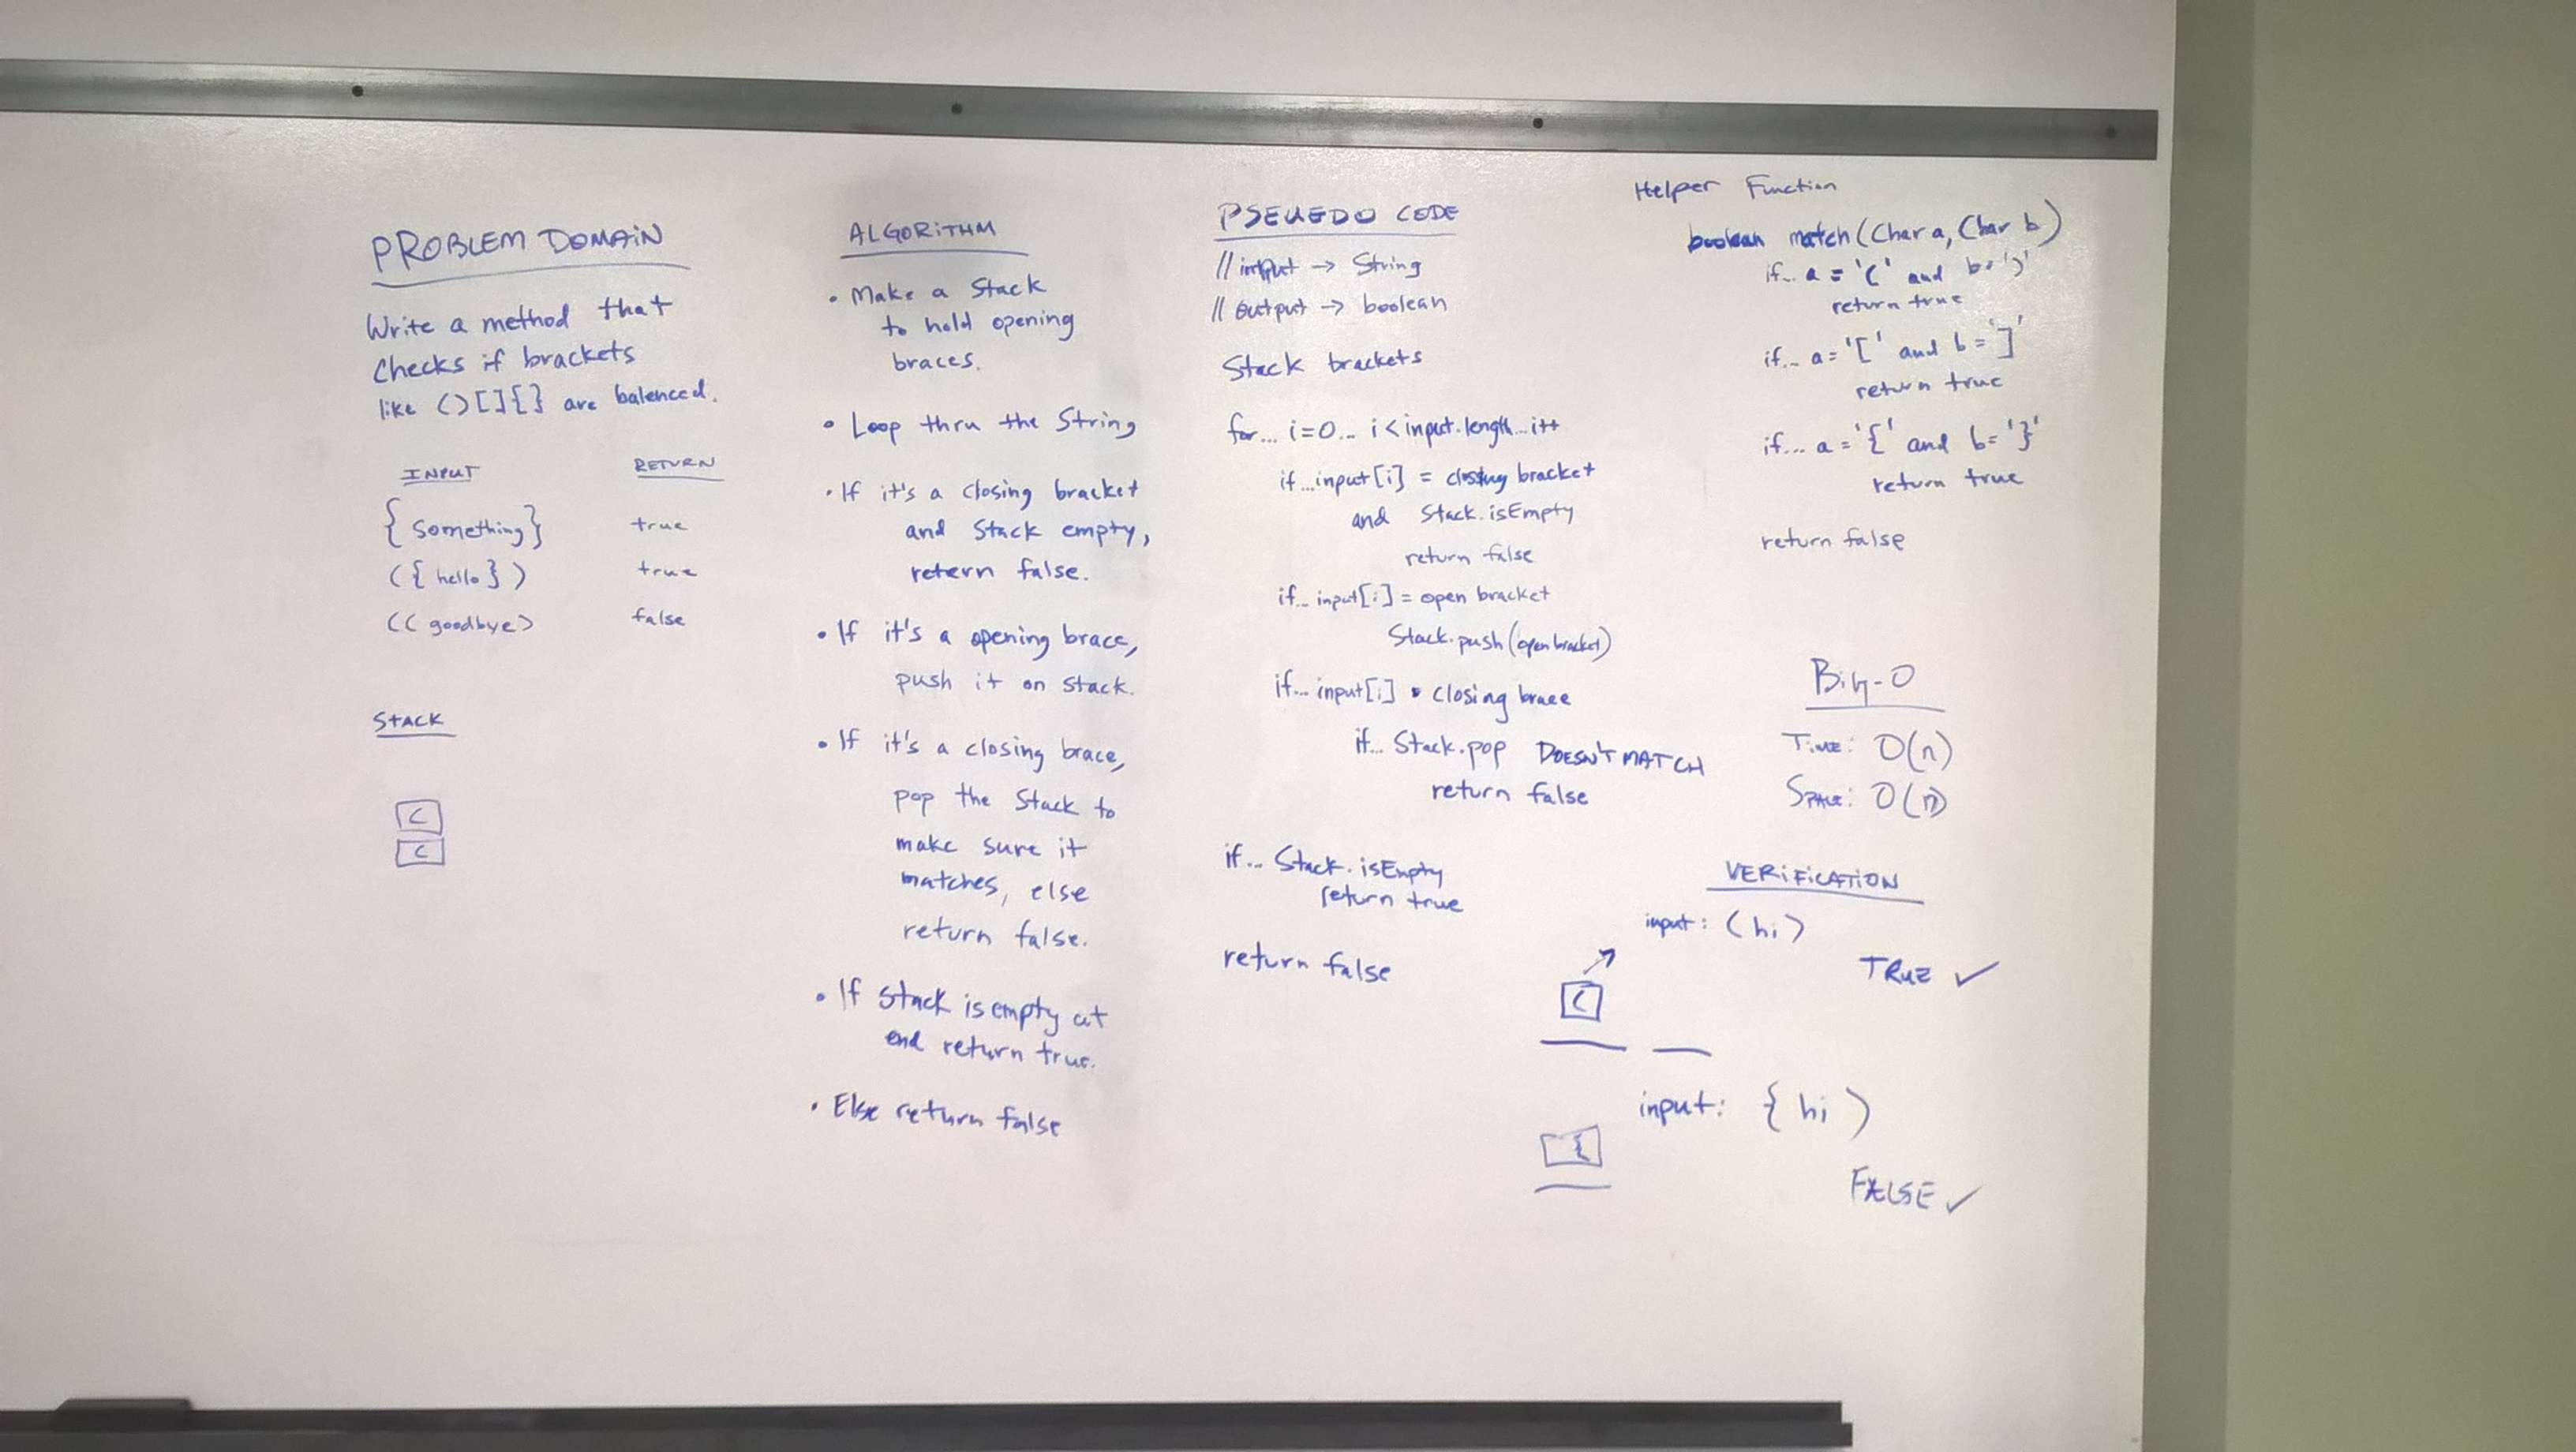 PROBLEM DOMAIN
Write a method that
checks if brackets
like ()[]{} are balenced.
INPUT RETURN
{something} true
({hello}) true
((goodbye) false
STACK
(
(
ALGORITHM
• Make a Stack
to hold opening
braces.
• Loop thru the String
• If it's a closing bracket
and Stack empty,
retern false.
• If it's a opening brace,
push it on stack.
• If it's a closing brace,
pop the Stack to
make sure it
matches, else
return false.
• If stack is empty at
end return true.
• Else return false
PSEUEDO CODE
// input → String
// output → boolean
Stack brackets
for... i=0... i<input.length...i++
if...input[i] = closing bracket
and Stack.isEmpty
return false
if... input[i] = open bracket
Stack.push(open bracket)
if... input[i] = closing brace
if... Stack.pop DOESN'T MATCH
return false
if... Stack.isEmpty
return true
return false
Helper Function
boolean match(Char a, Char b)
if... a = '(' and b=')'
return true
if... a='[' and b=']'
return true
if... a='{' and b='}'
return true
return false
Big-O
TIME: O(n)
SPACE: O(n)
VERIFICATION
input: (hi)
TRUE ✓
(
input: {hi)
{
FALSE ✓